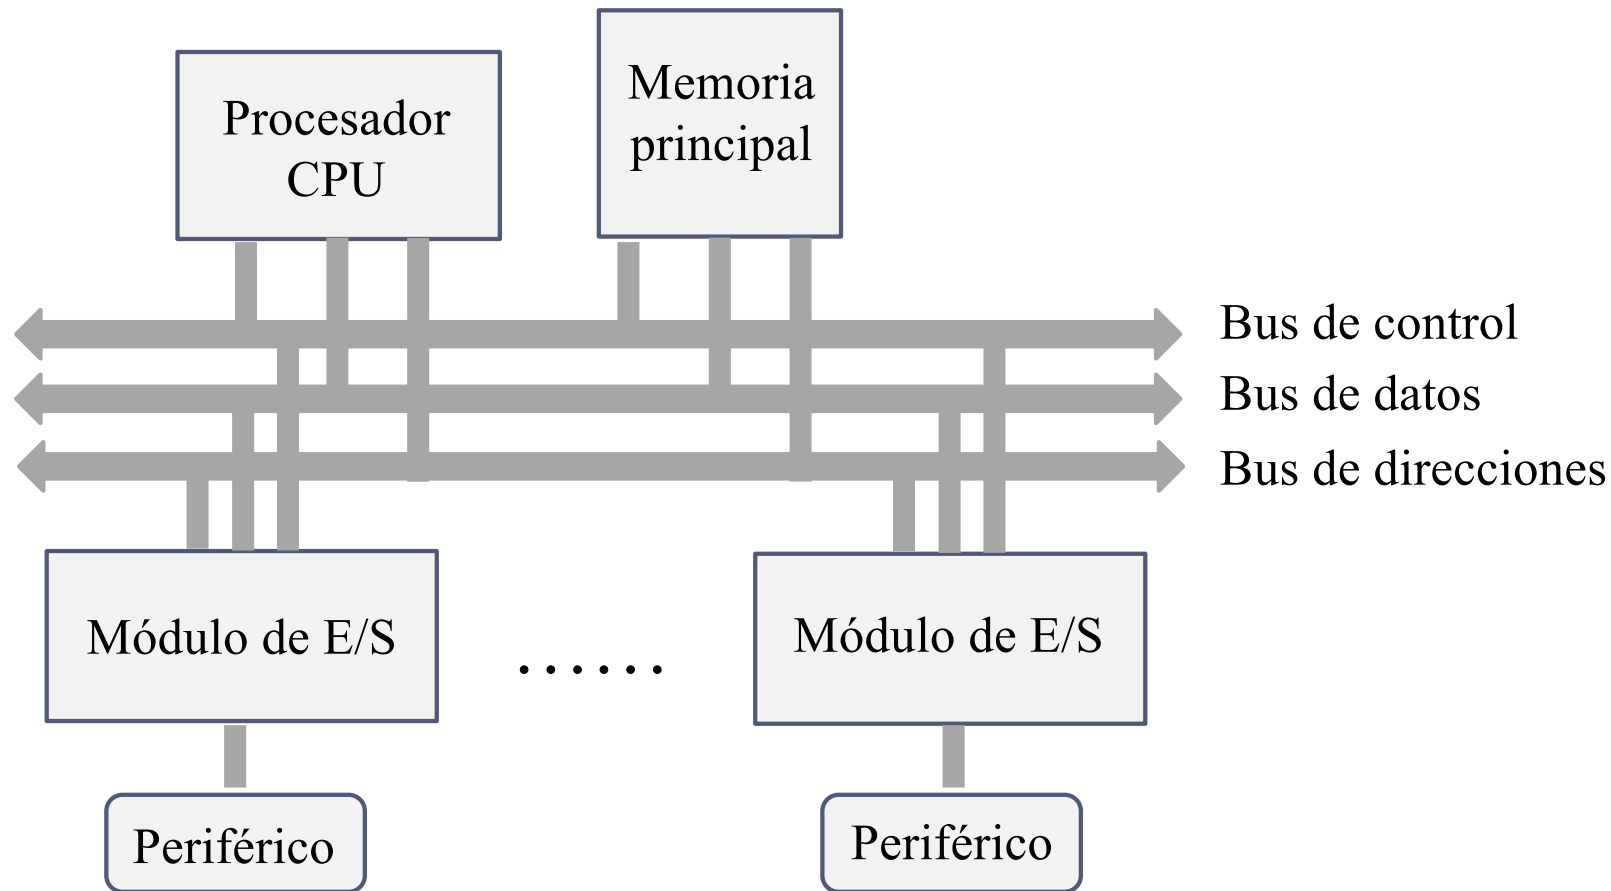 Procesador
CPU
Memoria
principal
Bus de control
Bus de datos
Bus de direcciones
Módulo de E/S
......
Módulo de E/S
Periférico
Periférico